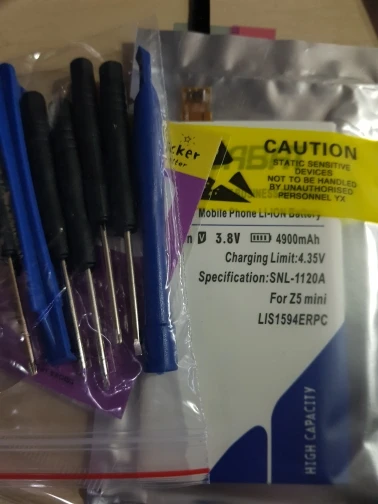 cker
CAUTION
STATIC SENSITIVE
DEVICES
NOT TO BE HANDLED
BY UNAUTHORISED
PERSONNEL YX
Mobile Phone Li-ION Battery
3.8V 4900mAh
Charging Limit:4.35V
Specification:SNL-1120A
For Z5 mini
LIS1594ERPC
HIGH CAPACITY